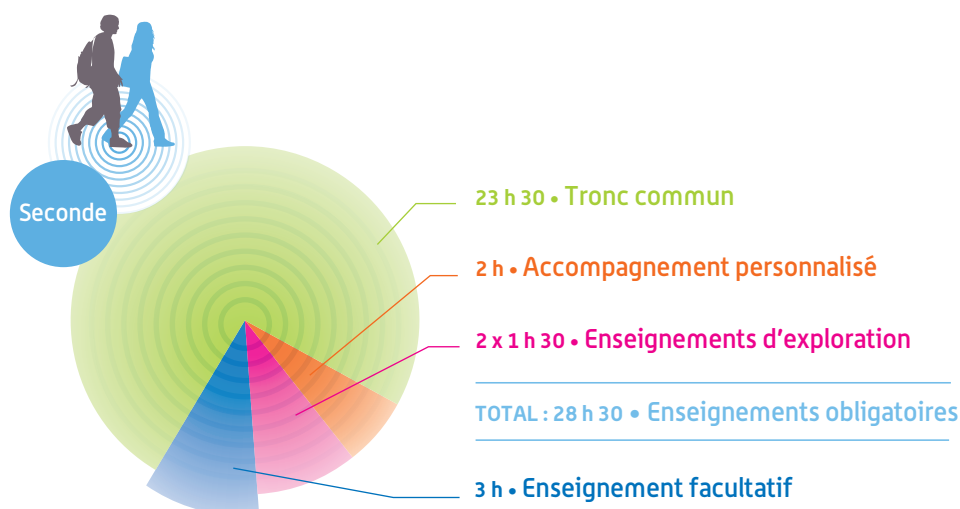 Seconde
23 h 30 • Tronc commun
2 h • Accompagnement personnalisé
2 x 1 h 30 • Enseignements d'exploration
TOTAL : 28 h 30 • Enseignements obligatoires
3 h • Enseignement facultatif